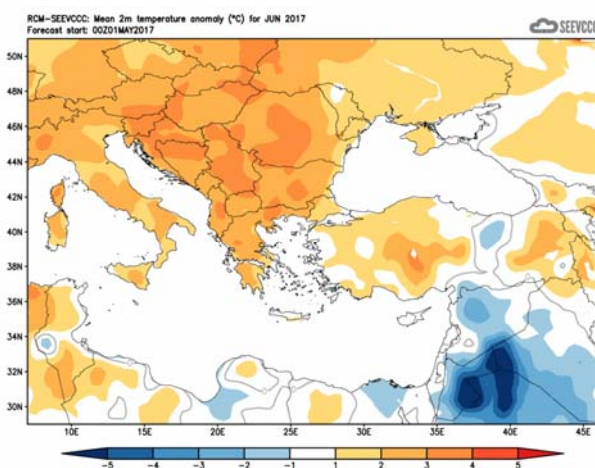 RCM-SEEVCCC: Mean 2m temperature anomaly (°C) for JUN 2017
Forecast start: 00Z01MAY2017
SEEVCCC
50N
48N
46N
44N
42N
40N
38N
36N
34N
32N
30N
10E 15E 20E 25E 30E 35E 40E 45E
-5 -4 -3 -2 -1 1 2 3 4